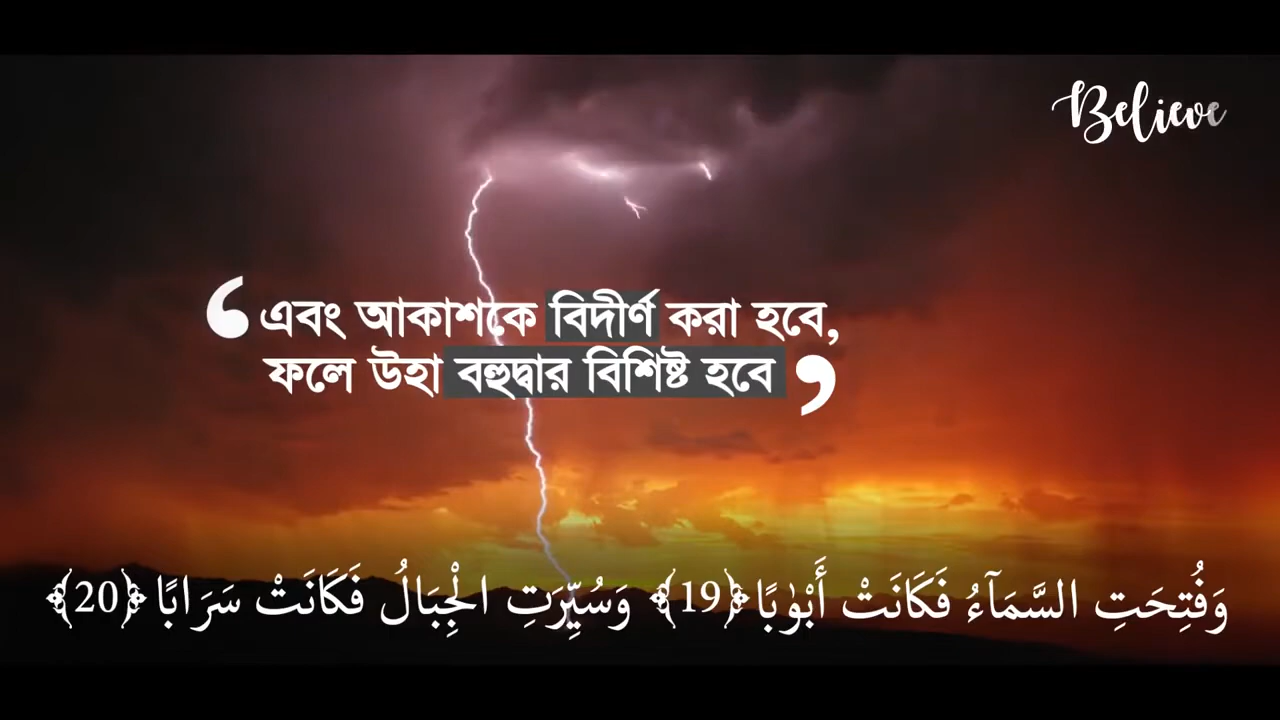 Believe
‘এবং আকাশকে বিদীর্ণ করা হবে,
ফলে উহা বহুদ্বার বিশিষ্ট হবে’
وَفُتِحَتِ السَّمَآءُ فَكَانَتْ أَبْوٰبًا ﴿19﴾ وَسُيِّرَتِ الْجِبَالُ فَكَانَتْ سَرَابًا ﴿20﴾